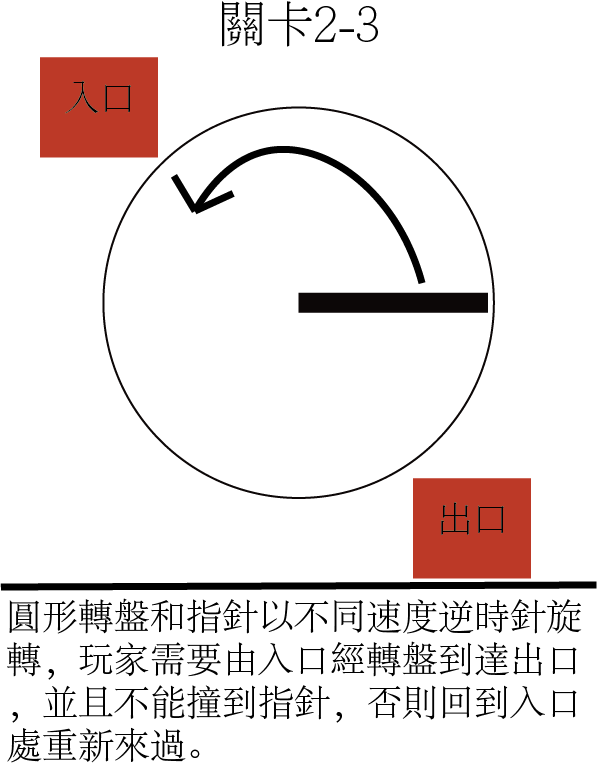 關卡2-3
入口
出口
圓形轉盤和指針以不同速度逆時針旋
轉，玩家需要由入口經轉盤到達出口
，並且不能撞到指針，否則回到入口
處重新來過。